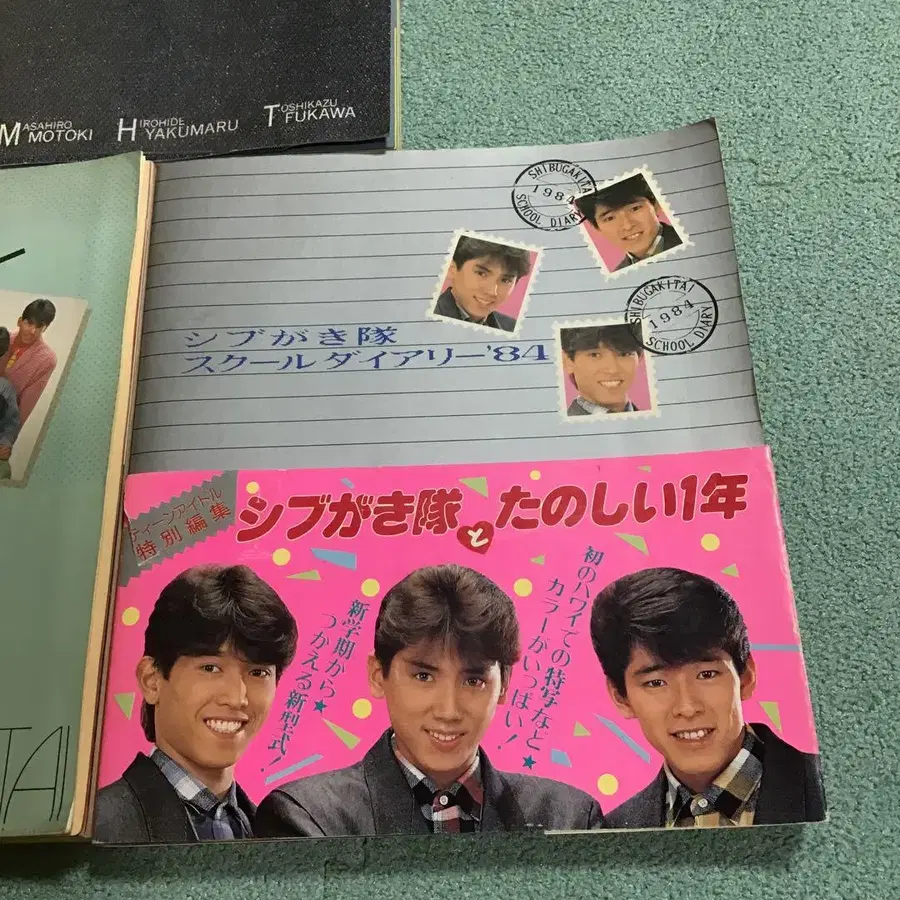 MASAHIRO MOTOKI
HIROHIDE HYAKUMARU
TOSHIKAZU TFUKAWA
SHIBUGAKITAI
1984
SCHOOL DIARY
SHIBUGAKITAI
1984
SCHOOL DIARY
シブがき隊
スクール ダイアリー'84
ティーンアイドル
特別編集
シブがき隊とたのしい1年
新学期から★
つかえる新型式!
初のハワイでの特写など★
カラーがいっぱい!
TAI